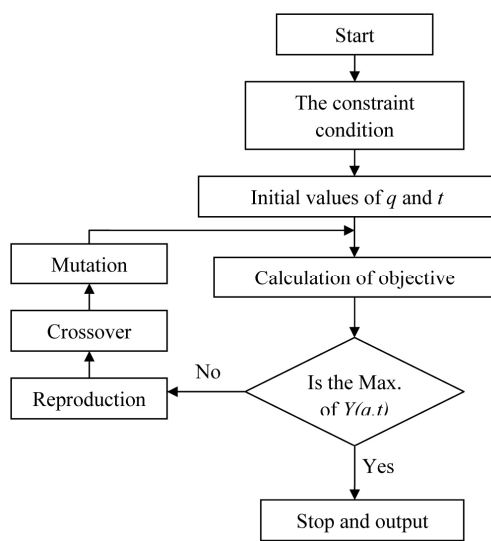 Start
The constraint
condition
Initial values of q and t
Mutation
Calculation of objective
Crossover
Reproduction
No
Is the Max.
of Y(q,t)
Yes
Stop and output